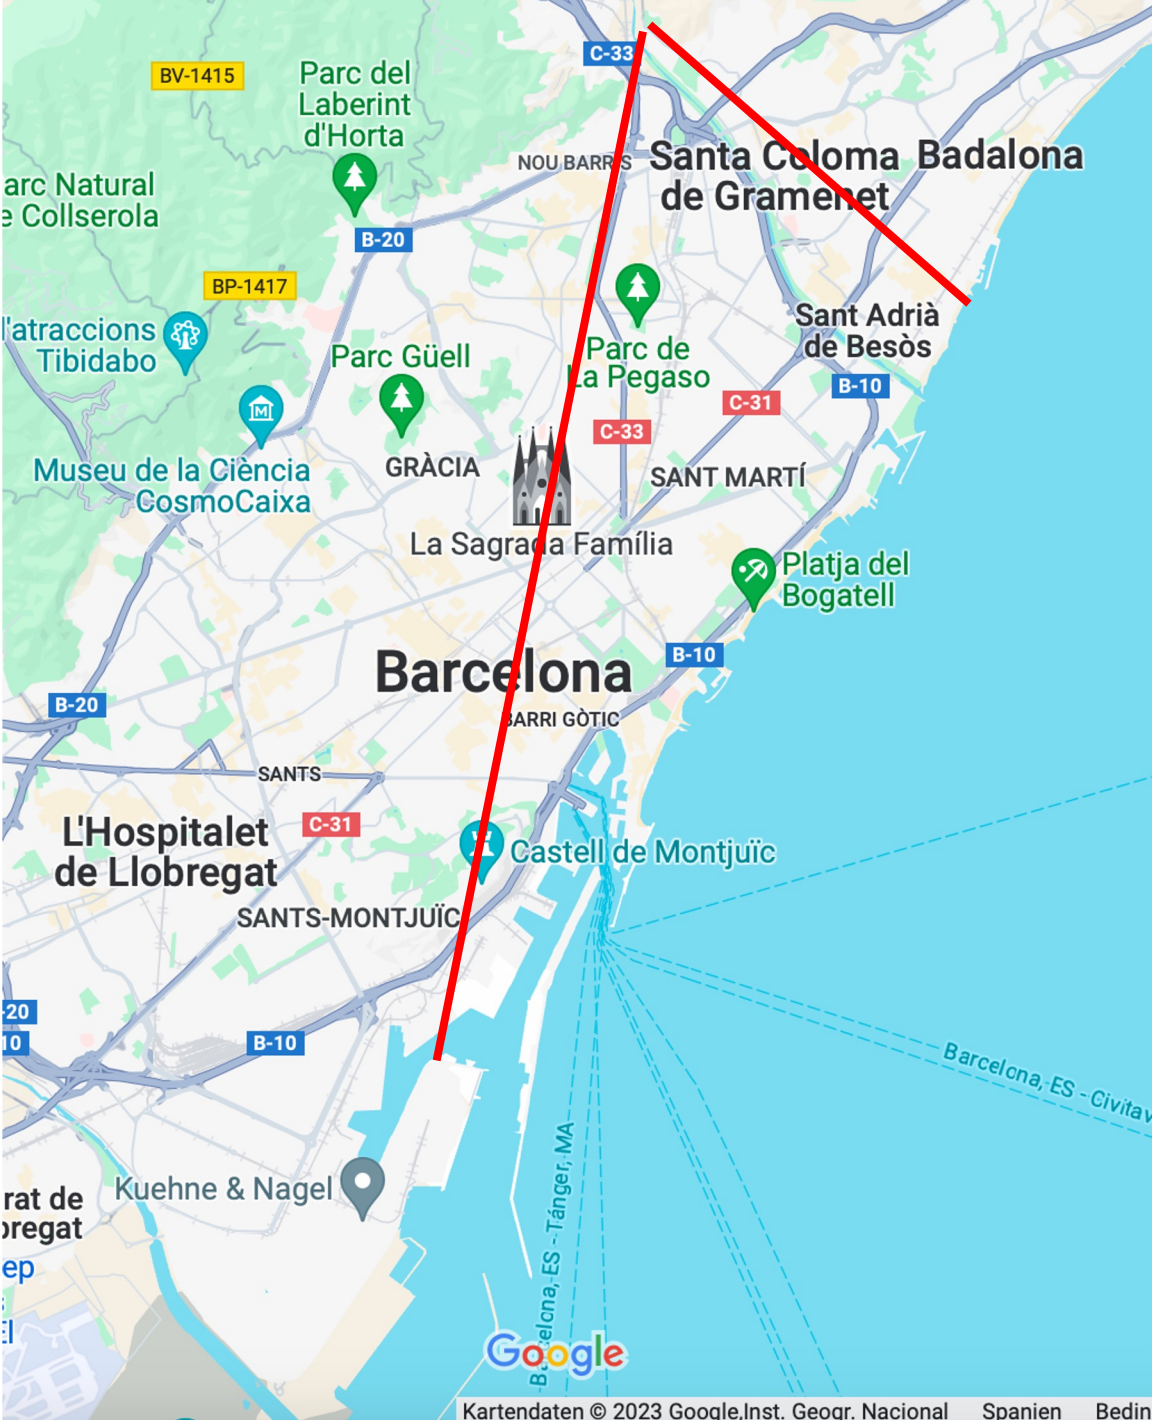 C-33
BV-1415
Parc del
Laberint
d'Horta
NOU BARRIS
Santa Coloma
de Gramenet
Badalona
arc Natural
e Collserola
B-20
BP-1417
l'atraccions
Tibidabo
Parc Güell
Parc de
La Pegaso
Sant Adrià
de Besòs
B-10
C-31
C-33
M
Museu de la Ciència
CosmoCaixa
GRÀCIA
SANT MARTÍ
La Sagrada Família
Platja del
Bogatell
Barcelona
B-10
B-20
BARRI GÒTIC
SANTS
C-31
L'Hospitalet
de Llobregat
Castell de Montjuïc
SANTS-MONTJUÏC
-20
10
B-10
Barcelona, ES - Civitav
Kuehne & Nagel
Barcelona, ES - Tánger, MA
rat de
bregat
ep
s
El
Google
Kartendaten © 2023 Google,Inst. Geogr. Nacional
Spanien
Bedin